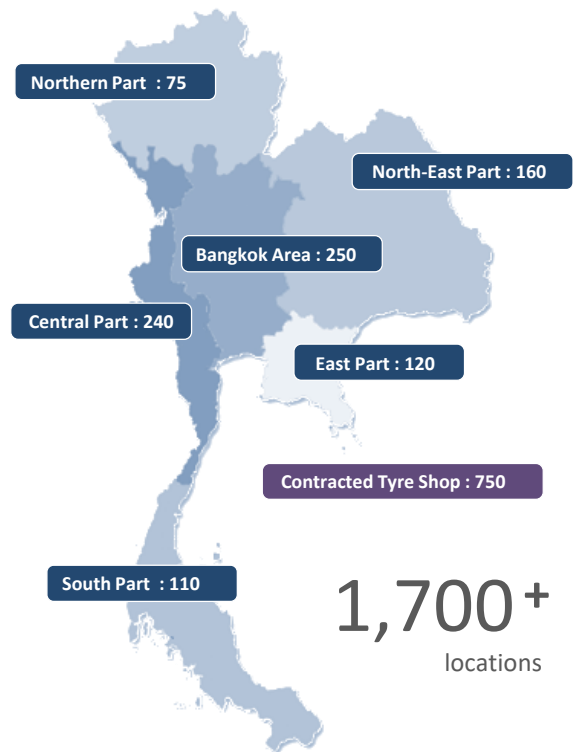 Northern Part : 75
North-East Part : 160
Bangkok Area : 250
Central Part : 240
East Part : 120
Contracted Tyre Shop : 750
South Part : 110
1,700+
locations